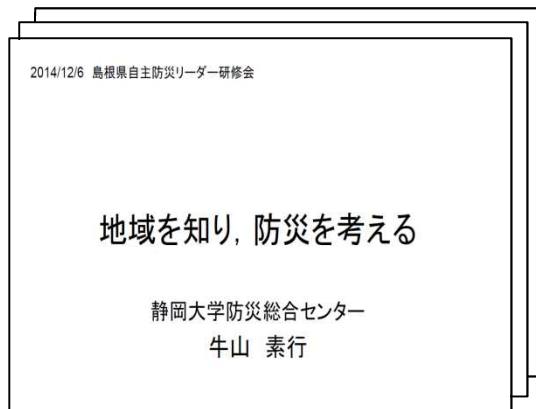 2014/12/6 島根県自主防災リーダー研修会
地域を知り，防災を考える
静岡大学防災総合センター
牛山　素行